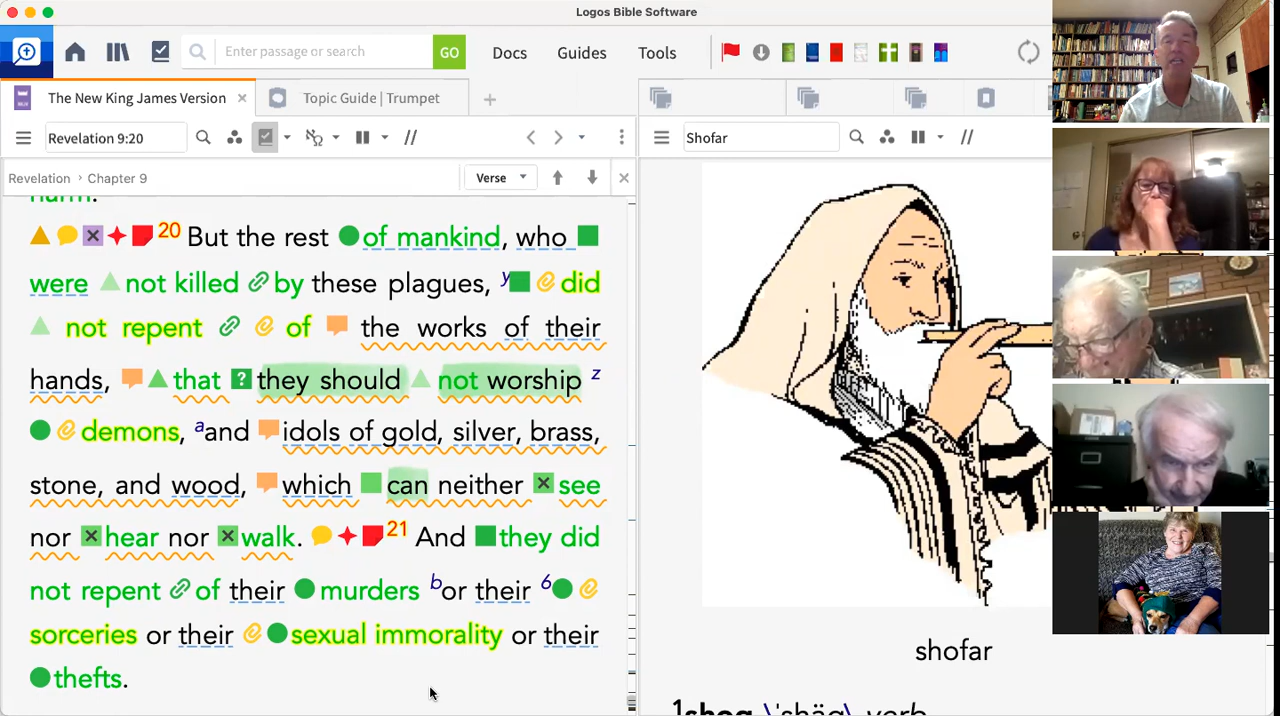 Logos Bible Software
Enter passage or search
GO
Docs
Guides
Tools
The New King James Version
Topic Guide | Trumpet
Revelation 9:20
Shofar
Revelation › Chapter 9
Verse
harm.
20 But the rest of mankind, who
were not killed by these plagues, y did
not repent of the works of their
hands, that they should not worship z
demons, a and idols of gold, silver, brass,
stone, and wood, which can neither see
nor hear nor walk. 21 And they did
not repent of their murders b or their 6
sorceries or their sexual immorality or their
thefts.
shofar
1shog \ˈshäg\ verb